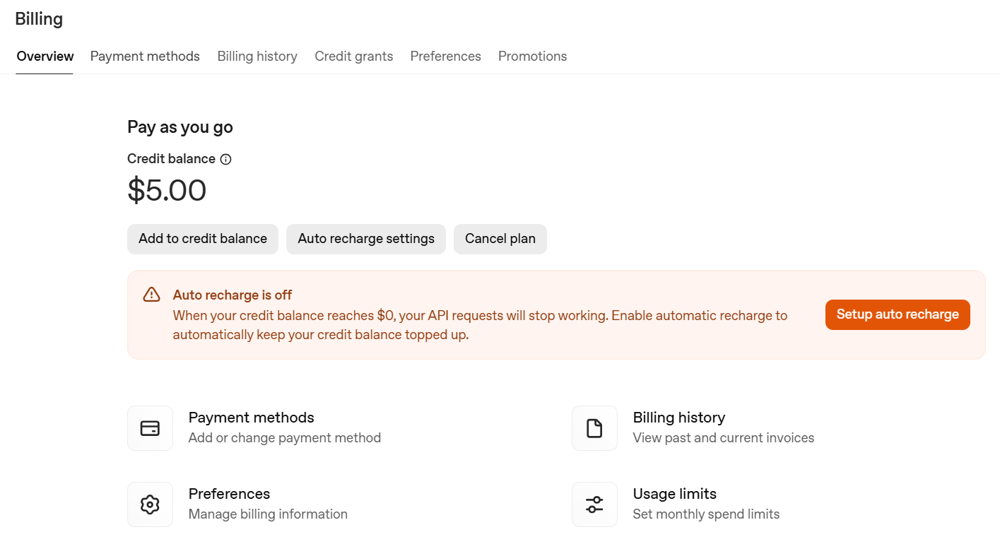 Billing
Overview
Payment methods
Billing history
Credit grants
Preferences
Promotions
Pay as you go
Credit balance
$5.00
Add to credit balance
Auto recharge settings
Cancel plan
Auto recharge is off
When your credit balance reaches $0, your API requests will stop working. Enable automatic recharge to
automatically keep your credit balance topped up.
Setup auto recharge
Payment methods
Add or change payment method
Billing history
View past and current invoices
Preferences
Manage billing information
Usage limits
Set monthly spend limits